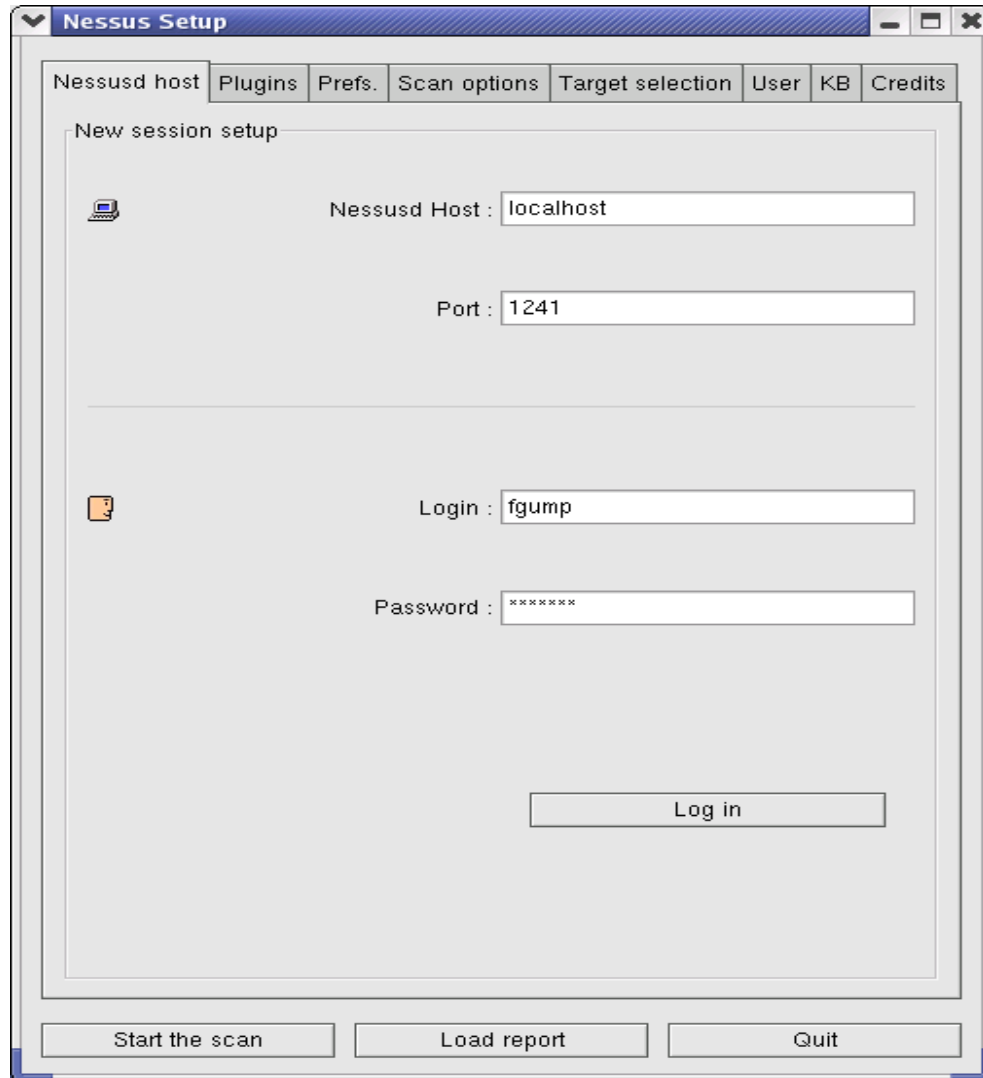 Nessus Setup
Nessusd host Plugins Prefs. Scan options Target selection User KB Credits
New session setup
Nessusd Host : localhost
Port : 1241
Login : fgump
Password : *******
Log in
Start the scan Load report Quit